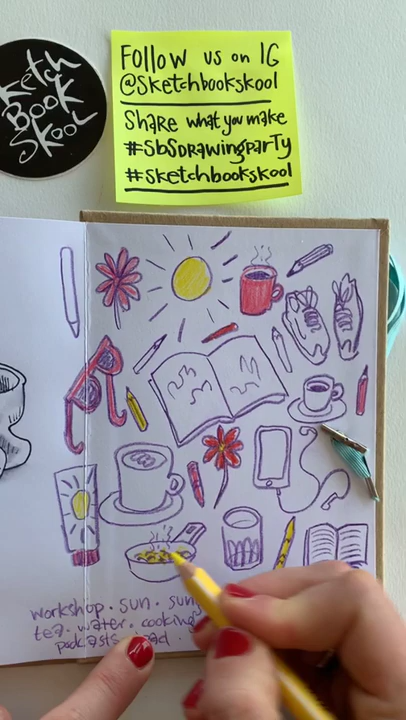 Sketch
Book
Skool
Follow us on IG
@Sketchbookskool
Share what you make
#SbSDrawingParty
#sketchbookskool
workshop. sun. sun
tea. water. cooking
podcasts.